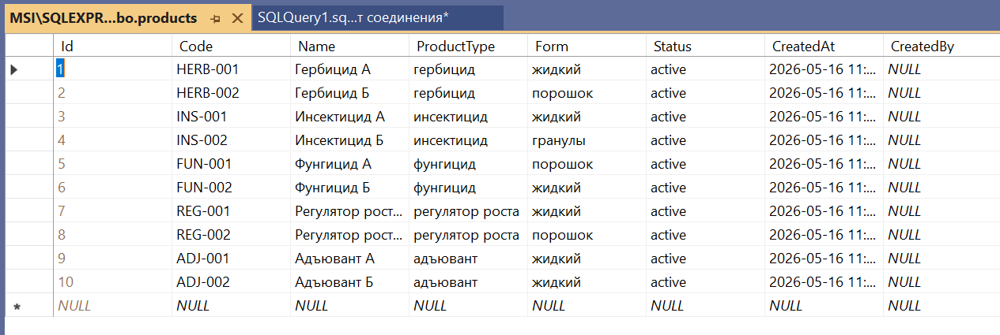 MSI\SQLEXPR...bo.products SQLQuery1.sq...т соединения*
Id Code Name ProductType Form Status CreatedAt CreatedBy
1 HERB-001 Гербицид А гербицид жидкий active 2026-05-16 11:... NULL
2 HERB-002 Гербицид Б гербицид порошок active 2026-05-16 11:... NULL
3 INS-001 Инсектицид А инсектицид жидкий active 2026-05-16 11:... NULL
4 INS-002 Инсектицид Б инсектицид гранулы active 2026-05-16 11:... NULL
5 FUN-001 Фунгицид А фунгицид порошок active 2026-05-16 11:... NULL
6 FUN-002 Фунгицид Б фунгицид жидкий active 2026-05-16 11:... NULL
7 REG-001 Регулятор рост... регулятор роста жидкий active 2026-05-16 11:... NULL
8 REG-002 Регулятор рост... регулятор роста порошок active 2026-05-16 11:... NULL
9 ADJ-001 Адъювант А адъювант жидкий active 2026-05-16 11:... NULL
10 ADJ-002 Адъювант Б адъювант жидкий active 2026-05-16 11:... NULL
* NULL NULL NULL NULL NULL NULL NULL NULL